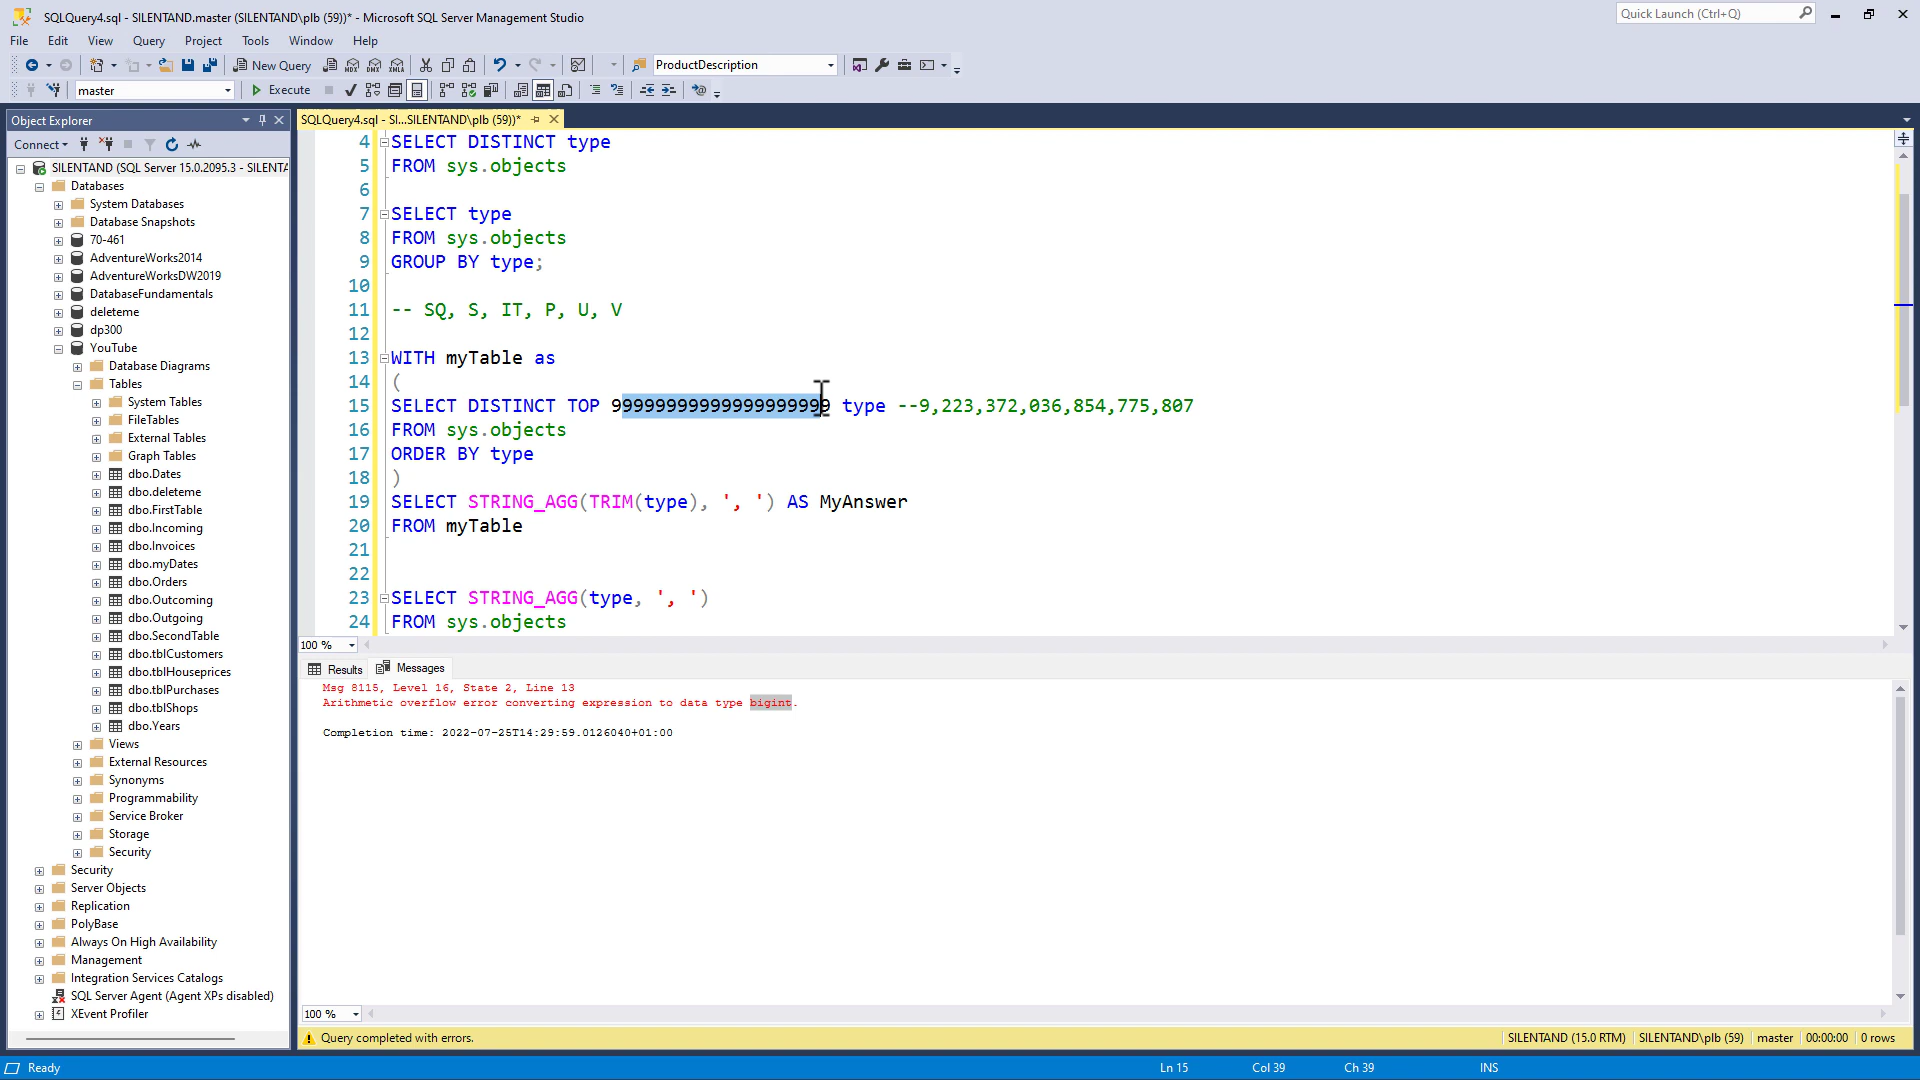 SQLQuery4.sql - SILENTAND.master (SILENTAND\plb (59))* - Microsoft SQL Server Management Studio
Quick Launch (Ctrl+Q)
File Edit View Query Project Tools Window Help
New Query
ProductDescription
master
Execute
Object Explorer
Connect
SILENTAND (SQL Server 15.0.2095.3 - SILENTA
Databases
System Databases
Database Snapshots
70-461
AdventureWorks2014
AdventureWorksDW2019
DatabaseFundamentals
deleteme
dp300
YouTube
Database Diagrams
Tables
System Tables
FileTables
External Tables
Graph Tables
dbo.Dates
dbo.deleteme
dbo.FirstTable
dbo.Incoming
dbo.Invoices
dbo.myDates
dbo.Orders
dbo.Outcoming
dbo.Outgoing
dbo.SecondTable
dbo.tblCustomers
dbo.tblHouseprices
dbo.tblPurchases
dbo.tblShops
dbo.Years
Views
External Resources
Synonyms
Programmability
Service Broker
Storage
Security
Security
Server Objects
Replication
PolyBase
Always On High Availability
Management
Integration Services Catalogs
SQL Server Agent (Agent XPs disabled)
XEvent Profiler
SQLQuery4.sql - SI...SILENTAND\plb (59))*
4 SELECT DISTINCT type
5 FROM sys.objects
6
7 SELECT type
8 FROM sys.objects
9 GROUP BY type;
10
11 -- SQ, S, IT, P, U, V
12
13 WITH myTable as
14 (
15 SELECT DISTINCT TOP 99999999999999999999 type --9,223,372,036,854,775,807
16 FROM sys.objects
17 ORDER BY type
18 )
19 SELECT STRING_AGG(TRIM(type), ', ') AS MyAnswer
20 FROM myTable
21
22
23 SELECT STRING_AGG(type, ', ')
24 FROM sys.objects
100 %
Results Messages
Msg 8115, Level 16, State 2, Line 13
Arithmetic overflow error converting expression to data type bigint.
Completion time: 2022-07-25T14:29:59.0126040+01:00
100 %
Query completed with errors.
SILENTAND (15.0 RTM) SILENTAND\plb (59) master 00:00:00 0 rows
Ready
Ln 15 Col 39 Ch 39 INS